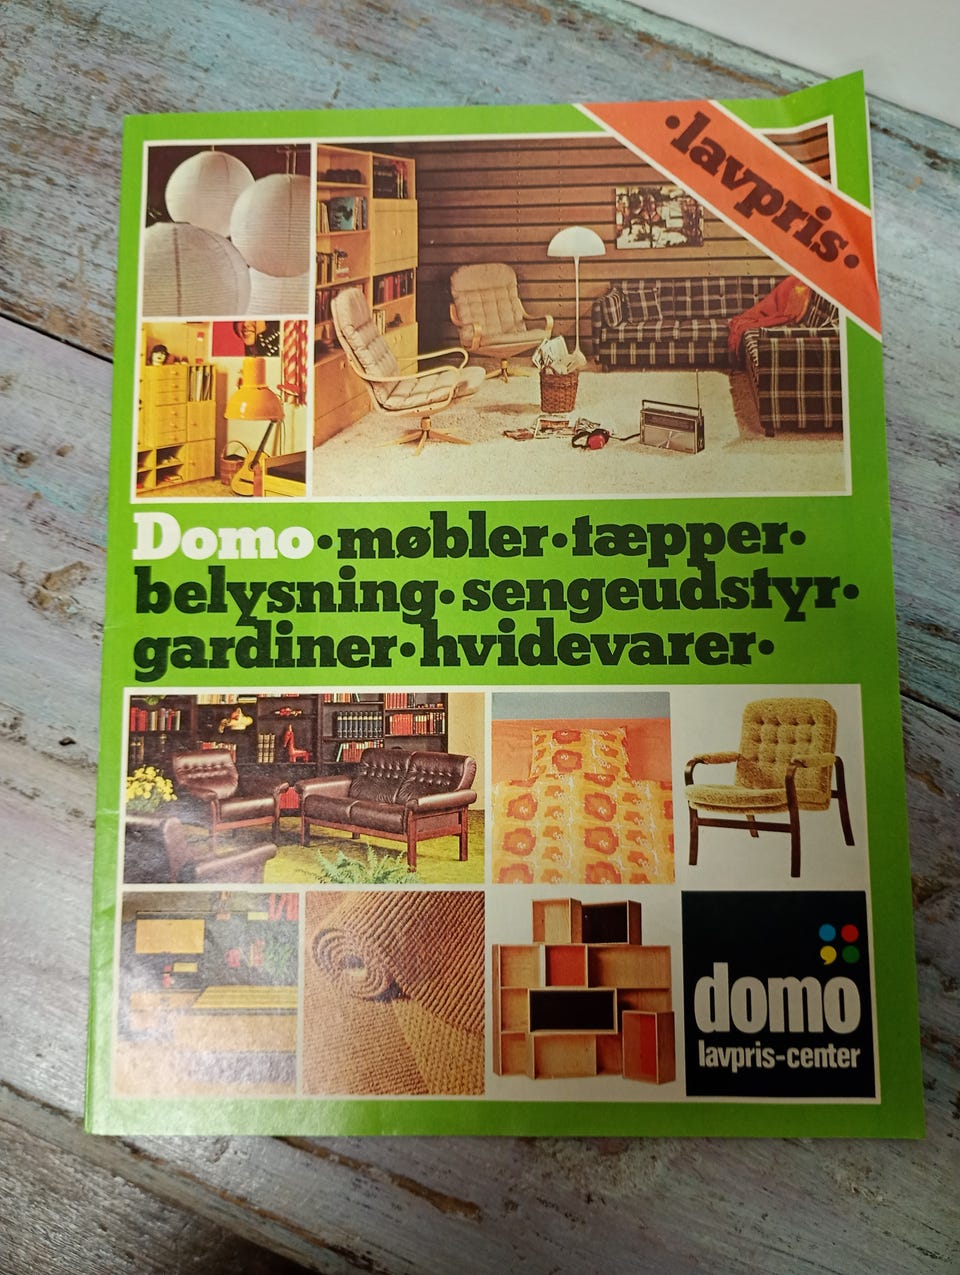 •lavpris•
Domo•møbler•tæpper•
belysning•sengeudstyr•
gardiner•hvidevarer•
domo
lavpris-center